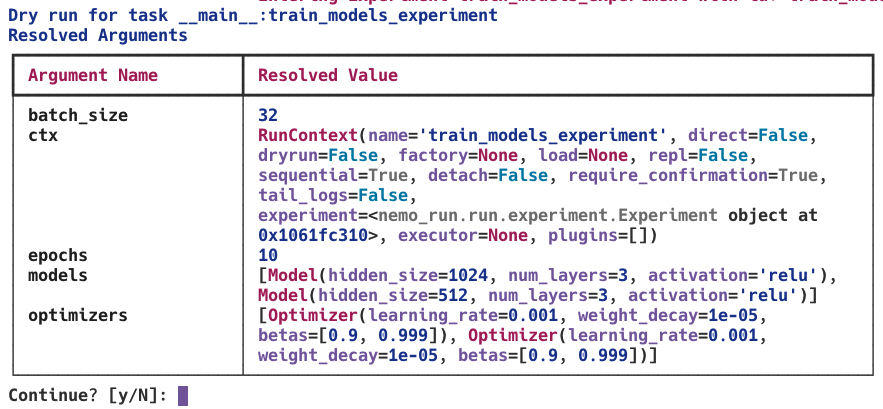 Dry run for task __main__:train_models_experiment
Resolved Arguments
Argument Name Resolved Value
batch_size 32
ctx RunContext(name='train_models_experiment', direct=False,
dryrun=False, factory=None, load=None, repl=False,
sequential=True, detach=False, require_confirmation=True,
tail_logs=False,
experiment=<nemo_run.run.experiment.Experiment object at
0x1061fc310>, executor=None, plugins=[])
epochs 10
models [Model(hidden_size=1024, num_layers=3, activation='relu'),
Model(hidden_size=512, num_layers=3, activation='relu')]
optimizers [Optimizer(learning_rate=0.001, weight_decay=1e-05,
betas=[0.9, 0.999]), Optimizer(learning_rate=0.001,
weight_decay=1e-05, betas=[0.9, 0.999])]
Continue? [y/N]: